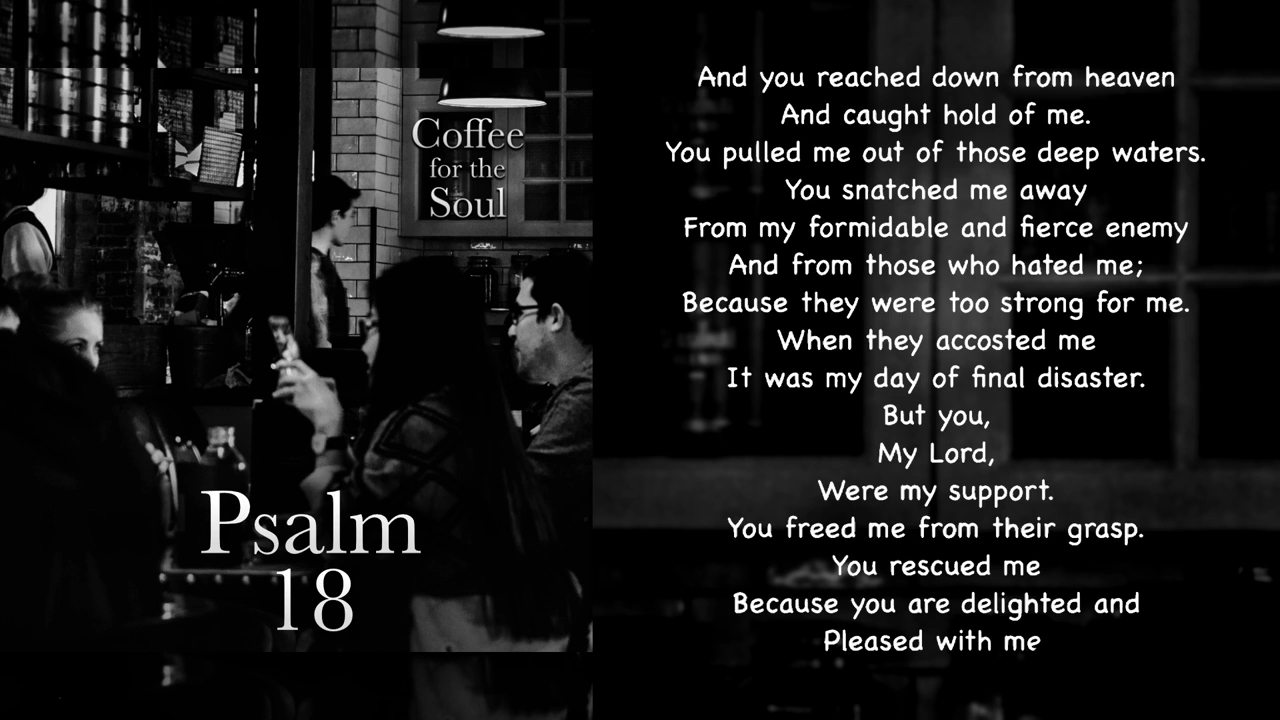 Coffee
for the
Soul
Psalm
18
And you reached down from heaven
And caught hold of me.
You pulled me out of those deep waters.
You snatched me away
From my formidable and fierce enemy
And from those who hated me;
Because they were too strong for me.
When they accosted me
It was my day of final disaster.
But you,
My Lord,
Were my support.
You freed me from their grasp.
You rescued me
Because you are delighted and
Pleased with me